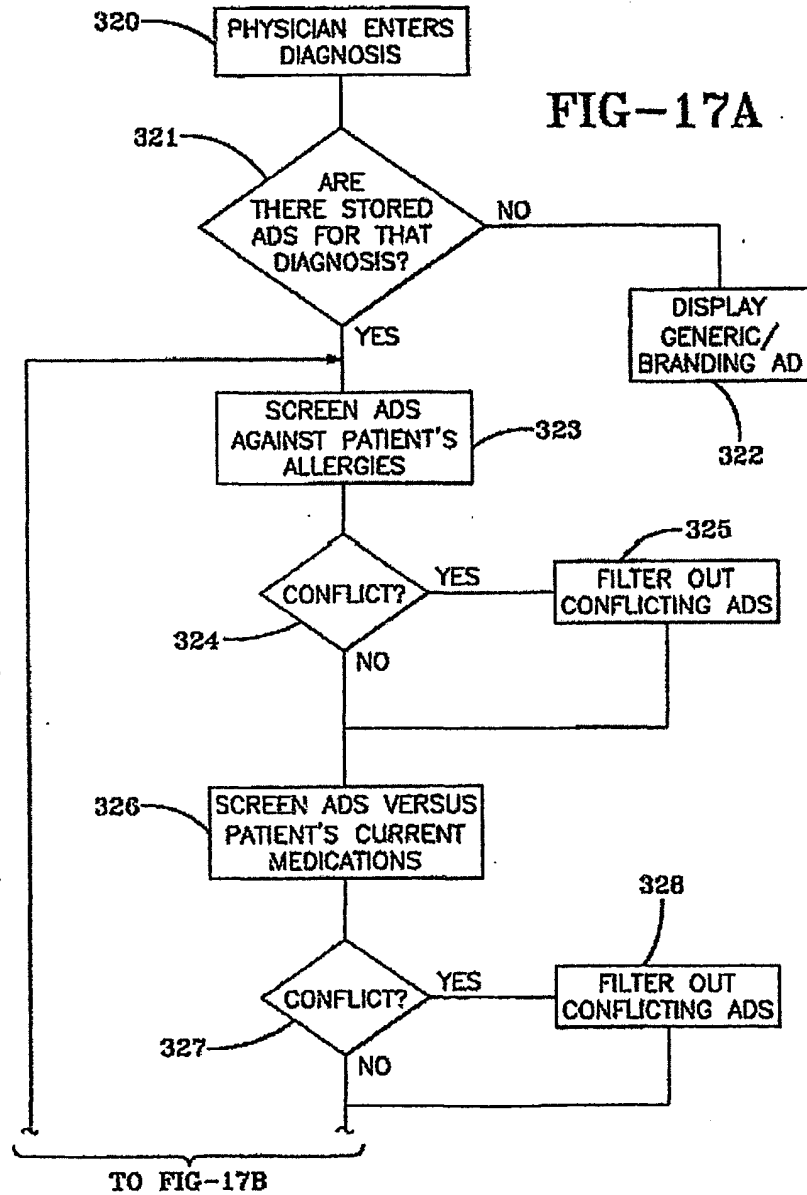 320
PHYSICIAN ENTERS
DIAGNOSIS
FIG-17A
321
ARE
THERE STORED
ADS FOR THAT
DIAGNOSIS?
NO
YES
DISPLAY
GENERIC/
BRANDING AD
322
SCREEN ADS
AGAINST PATIENT'S
ALLERGIES
323
CONFLICT?
324
YES
NO
325
FILTER OUT
CONFLICTING ADS
326
SCREEN ADS VERSUS
PATIENT'S CURRENT
MEDICATIONS
CONFLICT?
327
YES
NO
328
FILTER OUT
CONFLICTING ADS
TO FIG-17B